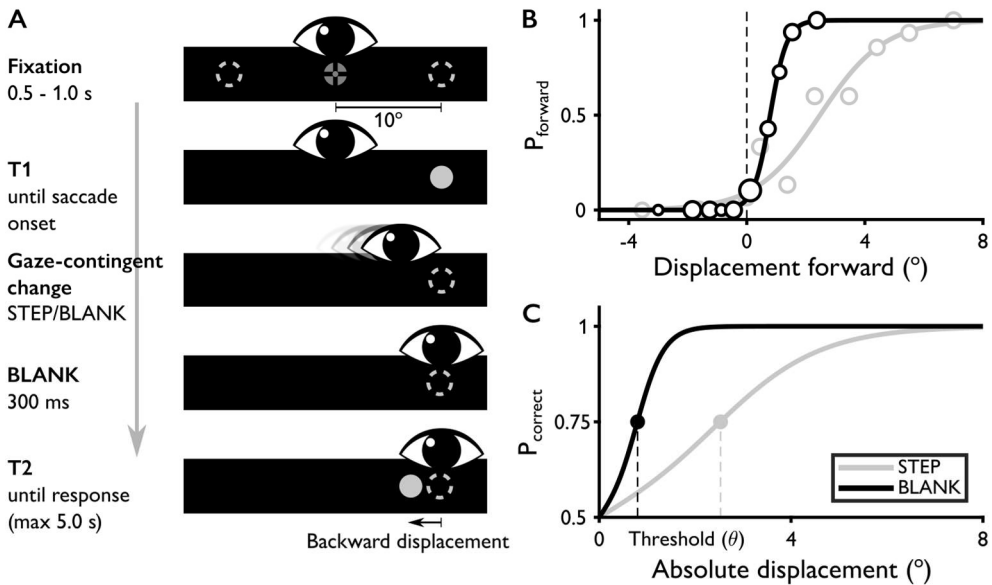 A
Fixation
0.5 - 1.0 s
10°
T1
until saccade
onset
Gaze-contingent
change
STEP/BLANK
BLANK
300 ms
T2
until response
(max 5.0 s)
Backward displacement
B
1
0.5
0
P forward
-4 0 4 8
Displacement forward (°)
C
1
0.75
0.5
P correct
STEP
BLANK
0 Threshold (θ) 4 8
Absolute displacement (°)